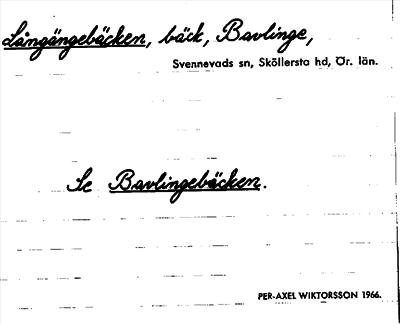 Långängebäcken, bäck, Bavlinge,
Svennevads sn, Sköllersta hd, Ör. län.
Se Bavlingebäcken.
PER-AXEL WIKTORSSON 1966.